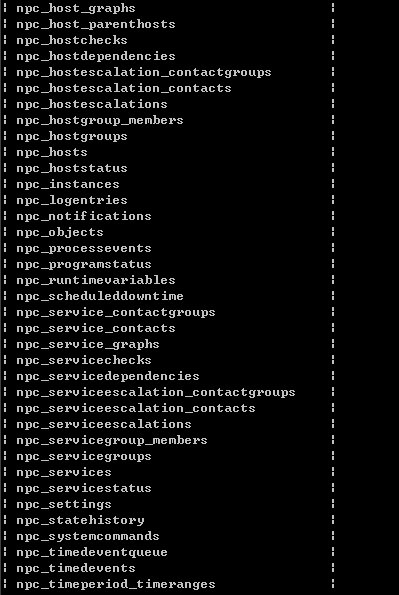 ¦ npc_host_graphs ¦
¦ npc_host_parenthosts ¦
¦ npc_hostchecks ¦
¦ npc_hostdependencies ¦
¦ npc_hostescalation_contactgroups ¦
¦ npc_hostescalation_contacts ¦
¦ npc_hostescalations ¦
¦ npc_hostgroup_members ¦
¦ npc_hostgroups ¦
¦ npc_hosts ¦
¦ npc_hoststatus ¦
¦ npc_instances ¦
¦ npc_logentries ¦
¦ npc_notifications ¦
¦ npc_objects ¦
¦ npc_processevents ¦
¦ npc_programstatus ¦
¦ npc_runtimevariables ¦
¦ npc_scheduleddowntime ¦
¦ npc_service_contactgroups ¦
¦ npc_service_contacts ¦
¦ npc_service_graphs ¦
¦ npc_servicechecks ¦
¦ npc_servicedependencies ¦
¦ npc_serviceescalation_contactgroups ¦
¦ npc_serviceescalation_contacts ¦
¦ npc_serviceescalations ¦
¦ npc_servicegroup_members ¦
¦ npc_servicegroups ¦
¦ npc_services ¦
¦ npc_servicestatus ¦
¦ npc_settings ¦
¦ npc_statehistory ¦
¦ npc_systemcommands ¦
¦ npc_timedeventqueue ¦
¦ npc_timedevents ¦
¦ npc_timeperiod_timeranges ¦